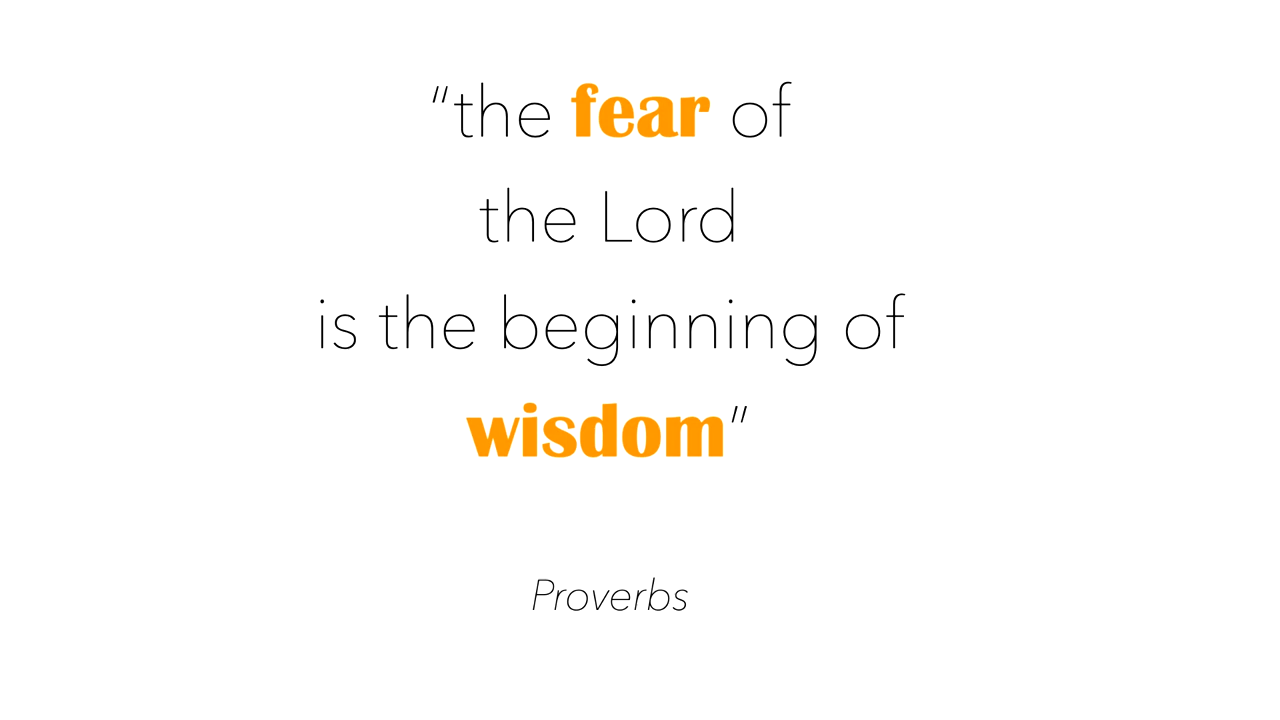 "the fear of
the Lord
is the beginning of
wisdom"
Proverbs